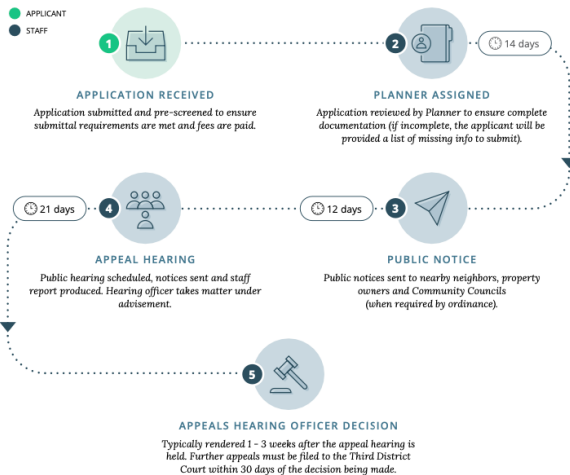 APPLICANT
STAFF
1
2
14 days
APPLICATION RECEIVED
Application submitted and pre-screened to ensure
submittal requirements are met and fees are paid.
PLANNER ASSIGNED
Application reviewed by Planner to ensure complete
documentation (if incomplete, the applicant will be
provided a list of missing info to submit).
21 days
4
12 days
3
APPEAL HEARING
Public hearing scheduled, notices sent and staff
report produced. Hearing officer takes matter under
advisement.
PUBLIC NOTICE
Public notices sent to nearby neighbors, property
owners and Community Councils
(when required by ordinance).
5
APPEALS HEARING OFFICER DECISION
Typically rendered 1 - 3 weeks after the appeal hearing is
held. Further appeals must be filed to the Third District
Court within 30 days of the decision being made.